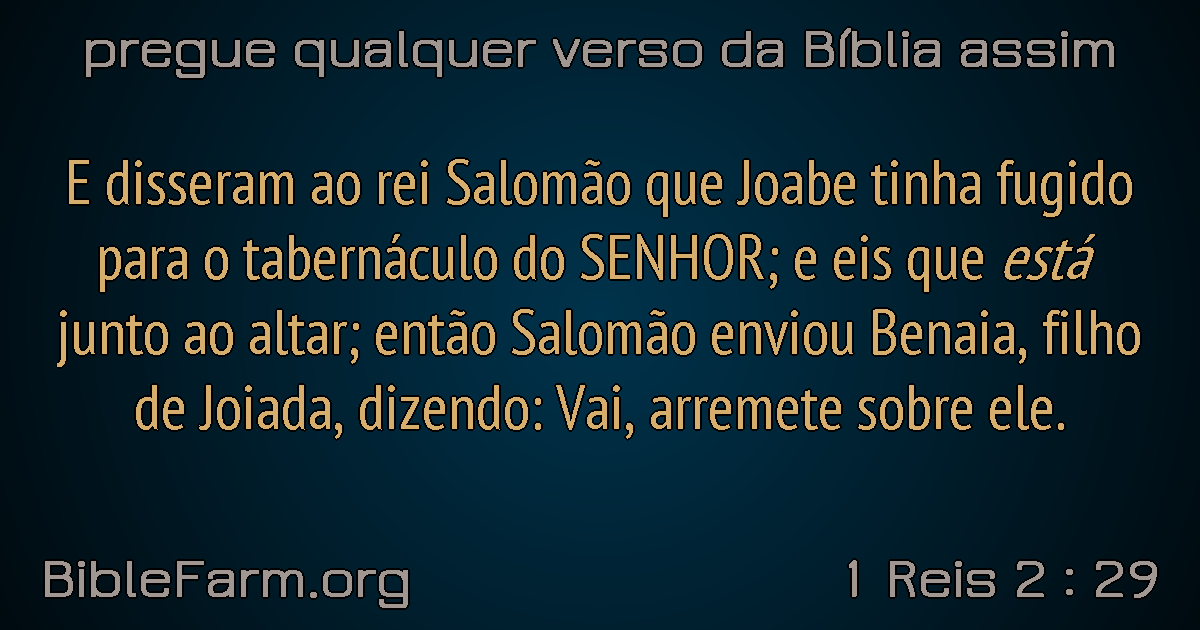 pregue qualquer verso da Bíblia assim
E disseram ao rei Salomão que Joabe tinha fugido
para o tabernáculo do SENHOR; e eis que está
junto ao altar; então Salomão enviou Benaia, filho
de Joiada, dizendo: Vai, arremete sobre ele.
BibleFarm.org
1 Reis 2 : 29